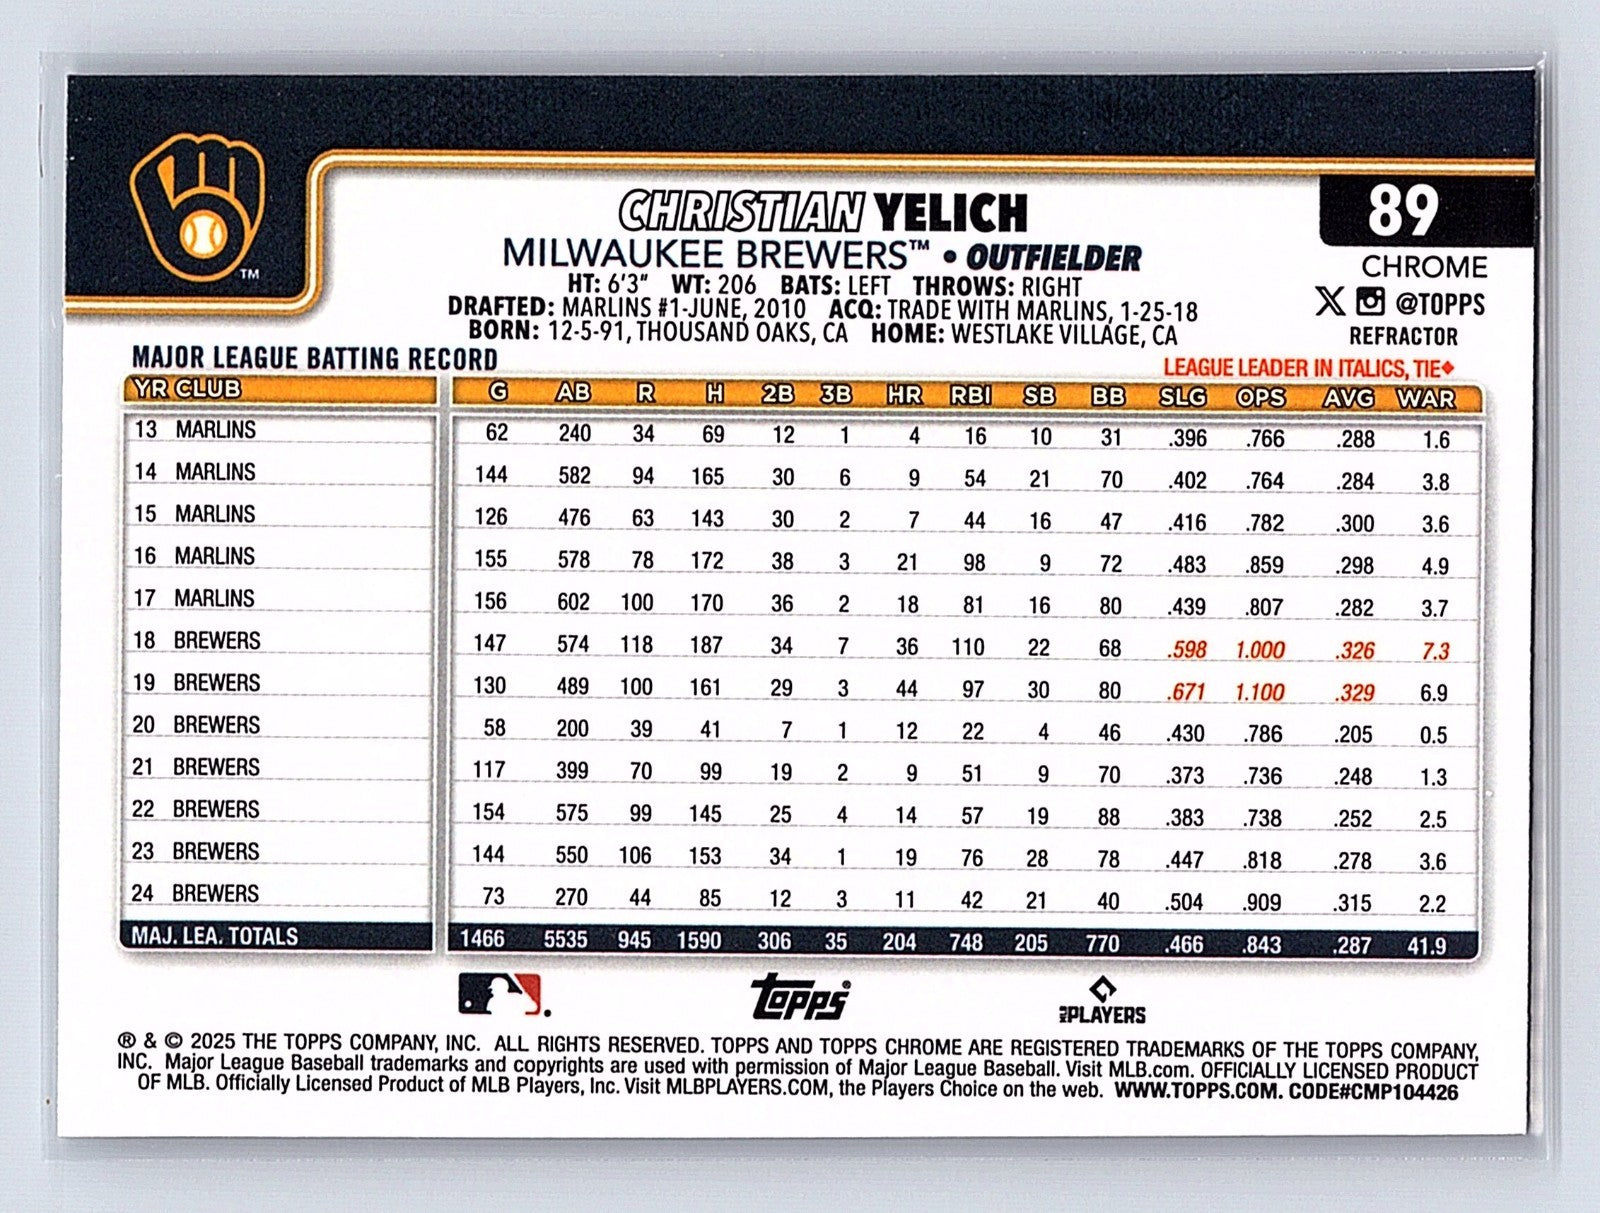 TM
CHRISTIAN YELICH
89
MILWAUKEE BREWERS™ • OUTFIELDER
CHROME
HT: 6'3" WT: 206 BATS: LEFT THROWS: RIGHT
DRAFTED: MARLINS #1-JUNE, 2010 ACQ: TRADE WITH MARLINS, 1-25-18
X @TOPPS
BORN: 12-5-91, THOUSAND OAKS, CA HOME: WESTLAKE VILLAGE, CA
REFRACTOR
MAJOR LEAGUE BATTING RECORD
LEAGUE LEADER IN ITALICS, TIE◆
YR CLUB G AB R H 2B 3B HR RBI SB BB SLG OPS AVG WAR
13 MARLINS 62 240 34 69 12 1 4 16 10 31 .396 .766 .288 1.6
14 MARLINS 144 582 94 165 30 6 9 54 21 70 .402 .764 .284 3.8
15 MARLINS 126 476 63 143 30 2 7 44 16 47 .416 .782 .300 3.6
16 MARLINS 155 578 78 172 38 3 21 98 9 72 .483 .859 .298 4.9
17 MARLINS 156 602 100 170 36 2 18 81 16 80 .439 .807 .282 3.7
18 BREWERS 147 574 118 187 34 7 36 110 22 68 .598 1.000 .326 7.3
19 BREWERS 130 489 100 161 29 3 44 97 30 80 .671 1.100 .329 6.9
20 BREWERS 58 200 39 41 7 1 12 22 4 46 .430 .786 .205 0.5
21 BREWERS 117 399 70 99 19 2 9 51 9 70 .373 .736 .248 1.3
22 BREWERS 154 575 99 145 25 4 14 57 19 88 .383 .738 .252 2.5
23 BREWERS 144 550 106 153 34 1 19 76 28 78 .447 .818 .278 3.6
24 BREWERS 73 270 44 85 12 3 11 42 21 40 .504 .909 .315 2.2
MAJ. LEA. TOTALS 1466 5535 945 1590 306 35 204 748 205 770 .466 .843 .287 41.9
Topps®
MLB PLAYERS
® & © 2025 THE TOPPS COMPANY, INC. ALL RIGHTS RESERVED. TOPPS AND TOPPS CHROME ARE REGISTERED TRADEMARKS OF THE TOPPS COMPANY,
INC. Major League Baseball trademarks and copyrights are used with permission of Major League Baseball. Visit MLB.com. OFFICIALLY LICENSED PRODUCT
OF MLB. Officially Licensed Product of MLB Players, Inc. Visit MLBPLAYERS.COM, the Players Choice on the web. WWW.TOPPS.COM. CODE#CMP104426